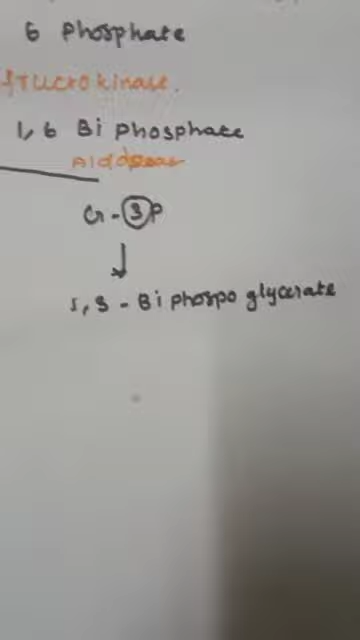 6 Phosphate
fructokinase.
1,6 Bi phosphate
G-3P
1,3 - Bi phospo glycerate